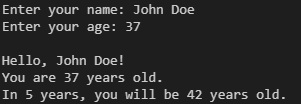 Enter your name: John Doe
Enter your age: 37

Hello, John Doe!
You are 37 years old.
In 5 years, you will be 42 years old.